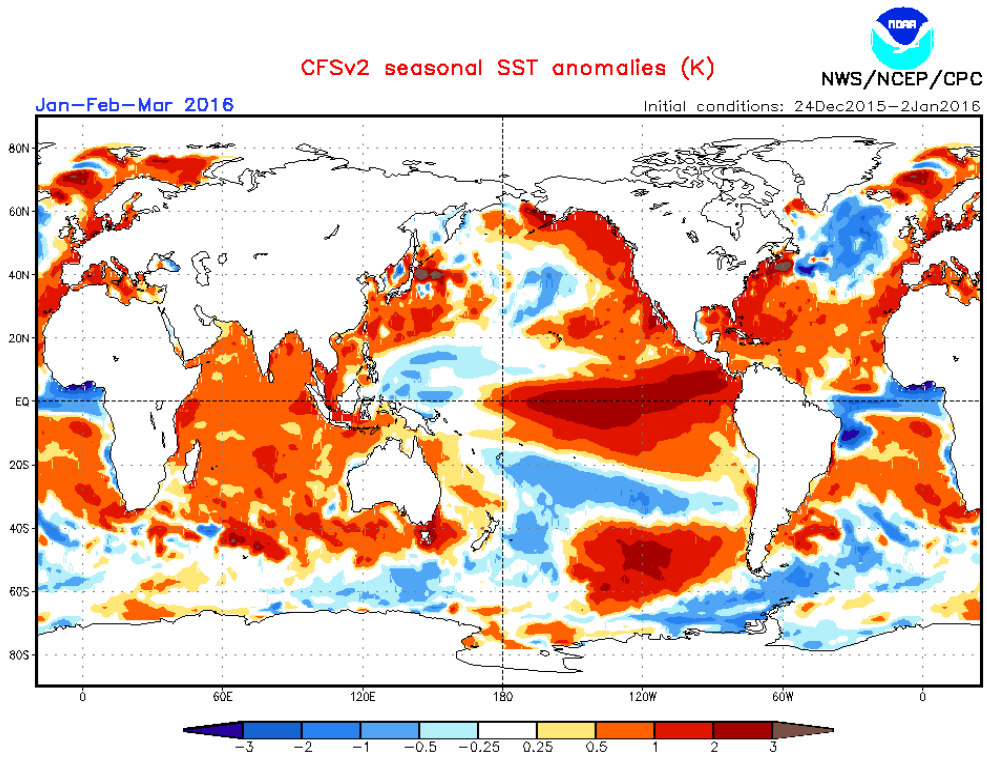 NOAA
CFSv2 seasonal SST anomalies (K)
NWS/NCEP/CPC
Jan-Feb-Mar 2016
Initial conditions: 24Dec2015-2Jan2016
80N
60N
40N
20N
EQ
20S
40S
60S
80S
0 60E 120E 180 120W 60W 0
-3 -2 -1 -0.5 -0.25 0.25 0.5 1 2 3